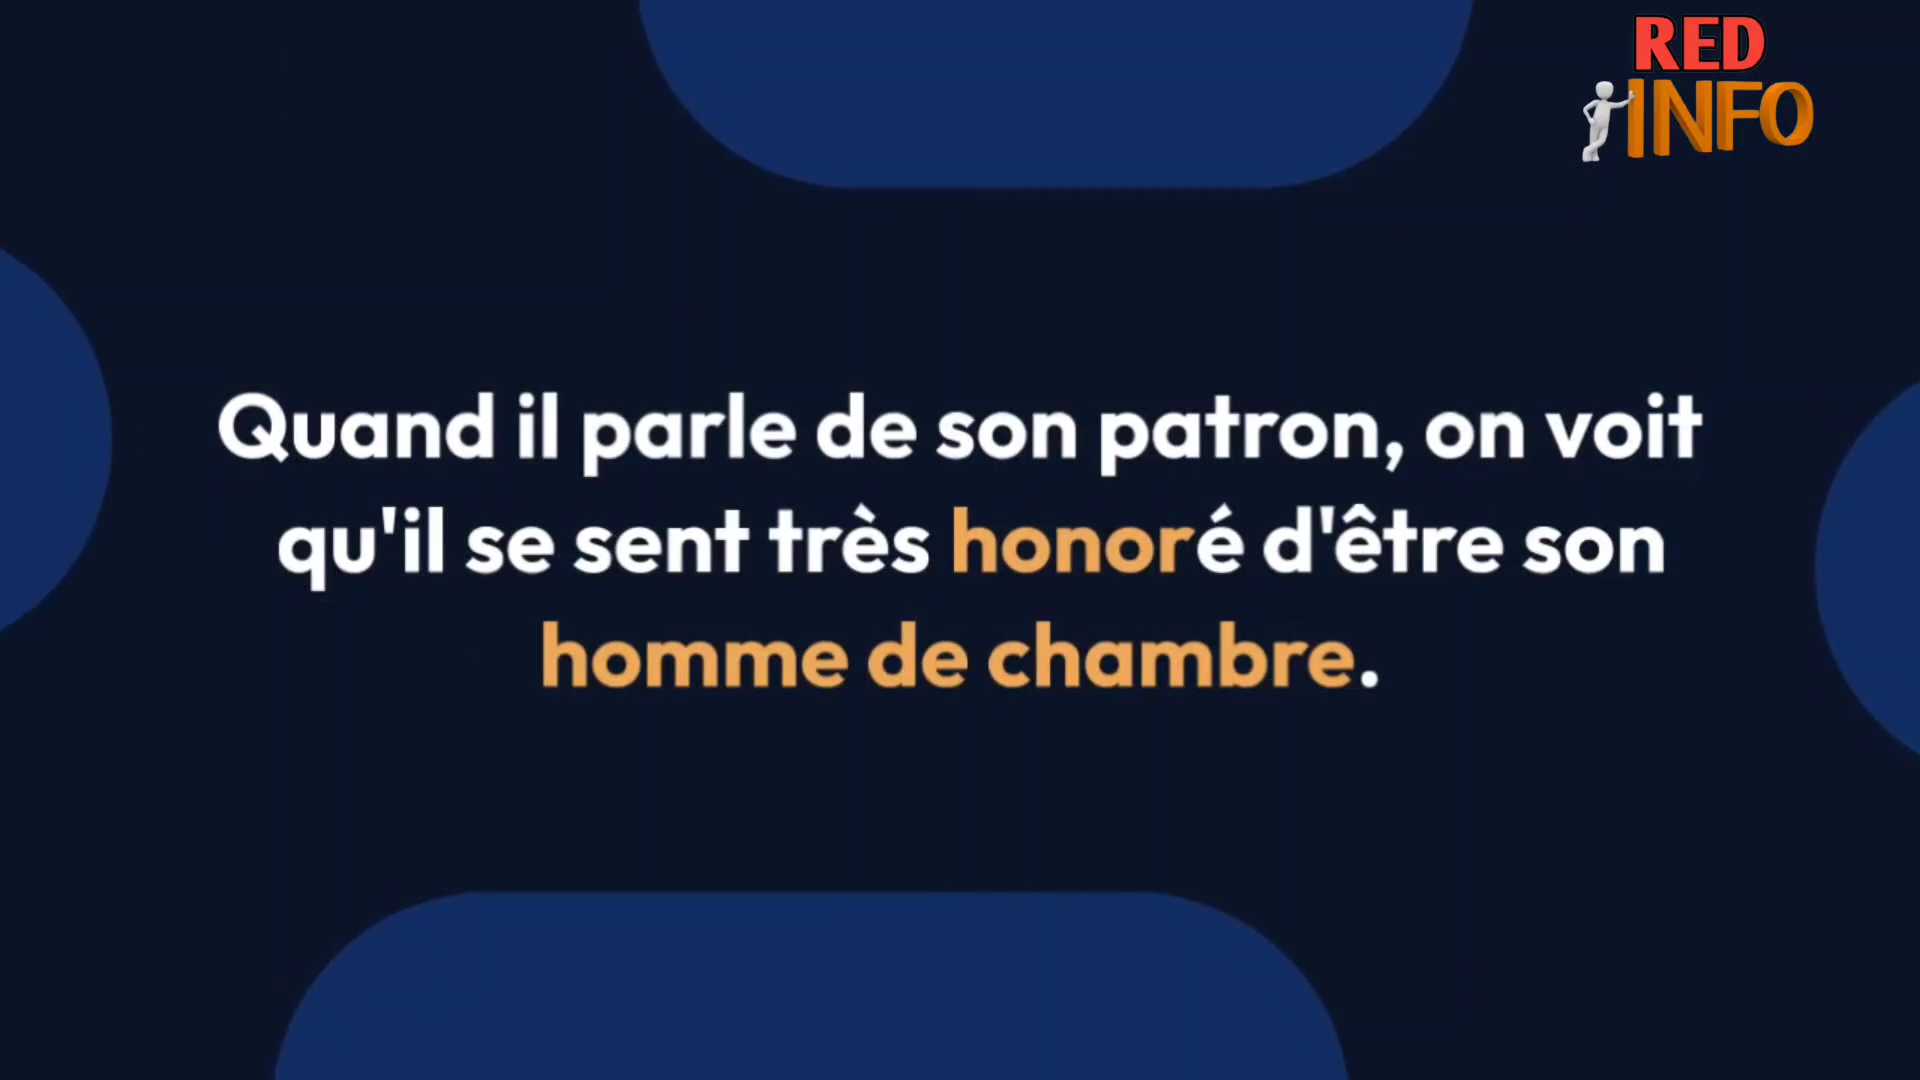 RED
INFO
Quand il parle de son patron, on voit
qu'il se sent très honoré d'être son
homme de chambre.